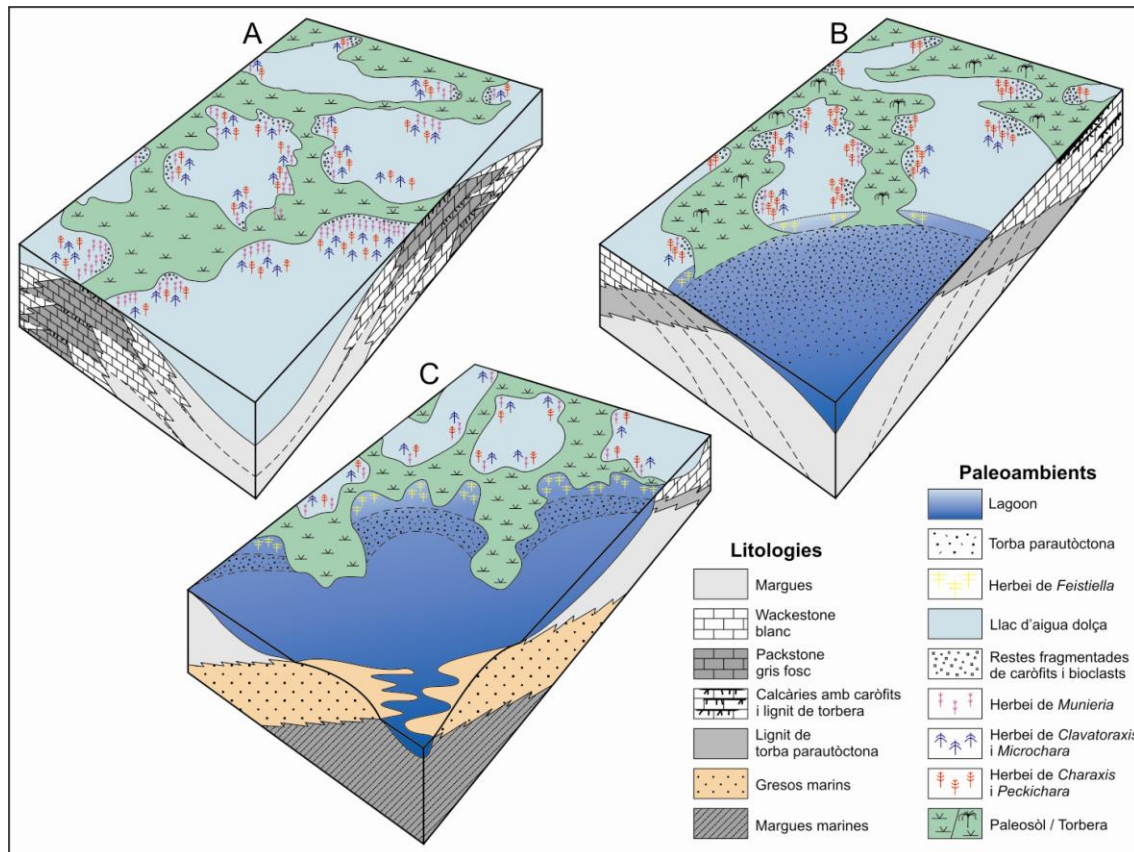 A
B
C
Litologies
Margues
Wackestone
blanc
Packstone
gris fosc
Calcàries amb caròfits
i lignit de torbera
Lignit de
torba parautòctona
Gresos marins
Margues marines
Paleoambients
Lagoon
Torba parautòctona
Herbei de Feistiella
Llac d'aigua dolça
Restes fragmentades
de caròfits i bioclasts
Herbei de Munieria
Herbei de Clavatoraxis
i Microchara
Herbei de Charaxis
i Peckichara
Paleosòl / Torbera